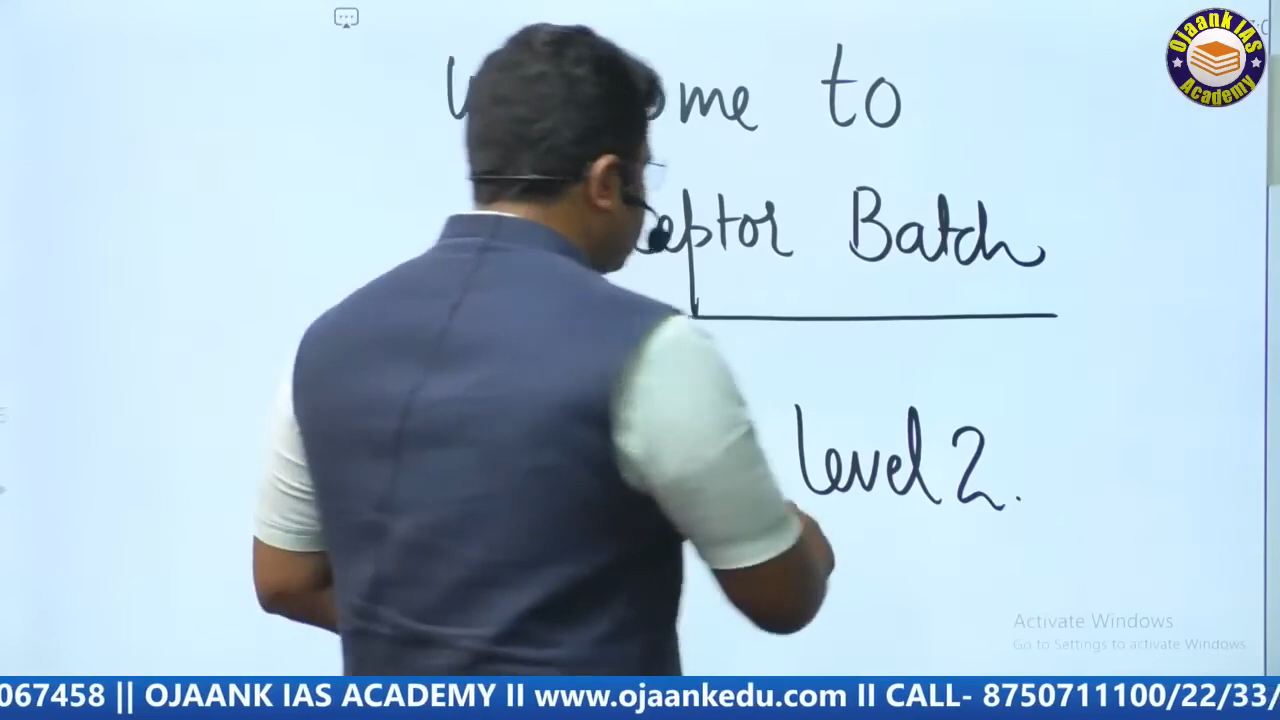 Ojaank IAS
Academy
ome to
eptor Batch
Level 2.
Activate Windows
Go to Settings to activate Windows.
067458 || OJAANK IAS ACADEMY II www.ojaankedu.com II CALL- 8750711100/22/33/